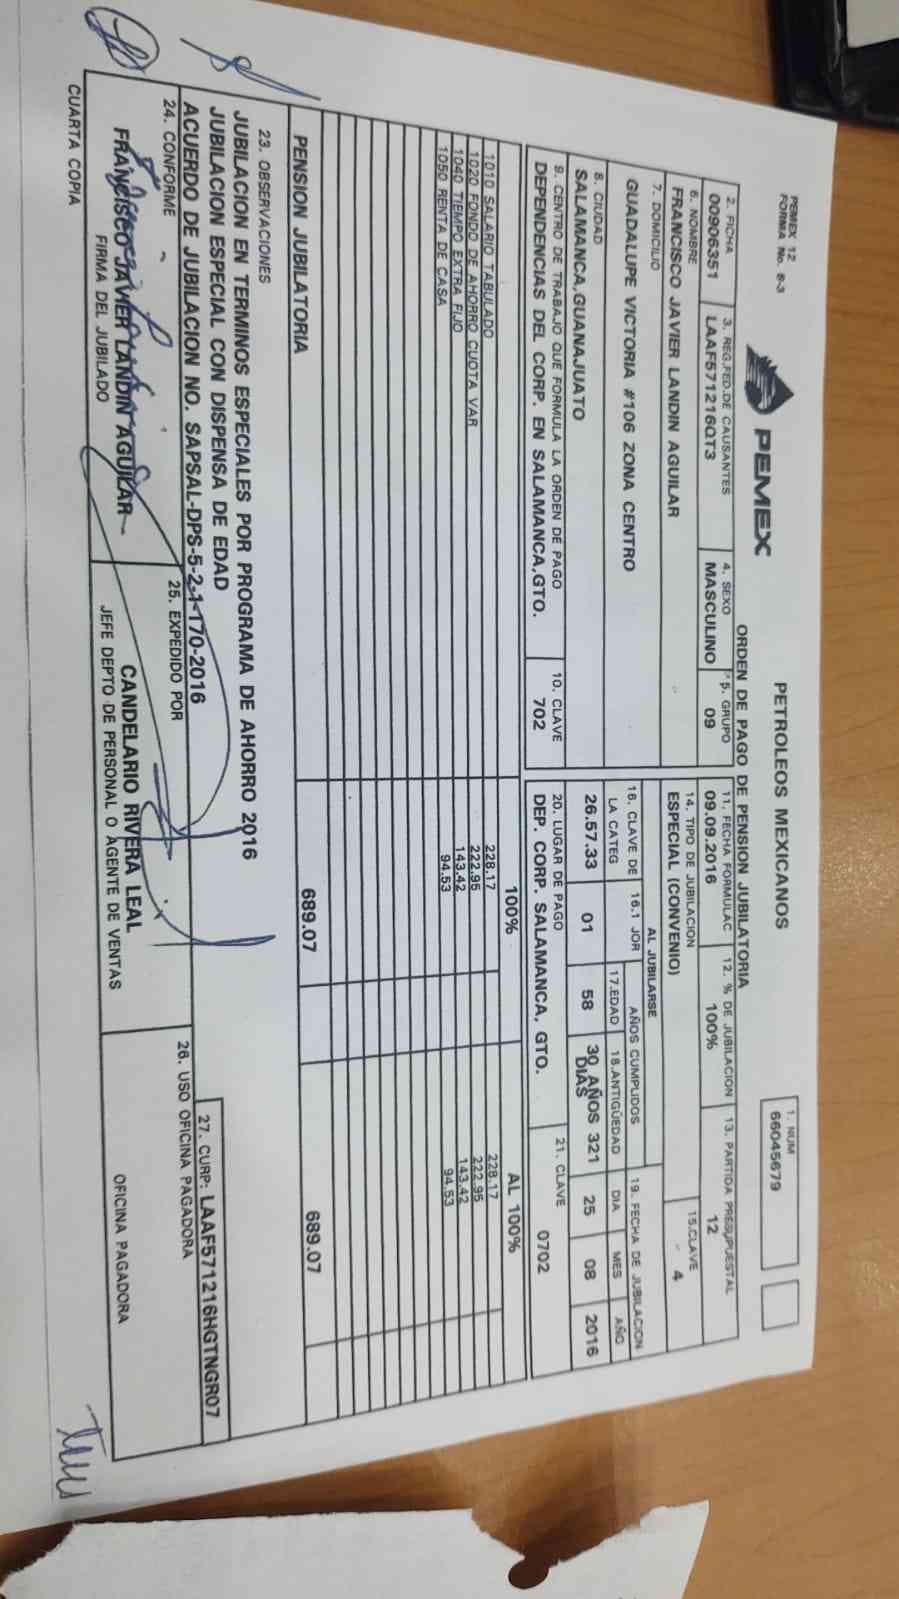 PEMEX 12
FORMA No. 8-3
PEMEX
PETROLEOS MEXICANOS
ORDEN DE PAGO DE PENSION JUBILATORIA
1. NUM
66045679
2. FICHA
00906351
3. REG.FED.DE CAUSANTES
LAAF571216QT3
4. SEXO
MASCULINO
5. GRUPO
09
11. FECHA FORMULAC
09.09.2016
12. % DE JUBILACION
100%
13. PARTIDA PRESUPUESTAL
12
6. NOMBRE
FRANCISCO JAVIER LANDIN AGUILAR
14. TIPO DE JUBILACION
ESPECIAL (CONVENIO)
15.CLAVE
4
7. DOMICILIO
GUADALUPE VICTORIA #106 ZONA CENTRO
AL JUBILARSE
16. CLAVE DE
LA CATEG
16.1 JOR
AÑOS CUMPLIDOS
17.EDAD
18.ANTIGÜEDAD
19. FECHA DE JUBILACION
DIA
MES
AÑO
8. CIUDAD
SALAMANCA,GUANAJUATO
26.57.33
01
58
30 AÑOS 321
DIAS
25
08
2016
9. CENTRO DE TRABAJO QUE FORMULA LA ORDEN DE PAGO
DEPENDENCIAS DEL CORP. EN SALAMANCA,GTO.
10. CLAVE
702
20. LUGAR DE PAGO
DEP. CORP. SALAMANCA, GTO.
21. CLAVE
0702
100%
AL 100%
1010 SALARIO TABULADO 228.17 228.17
1020 FONDO DE AHORRO CUOTA VAR 222.95 222.95
1040 TIEMPO EXTRA FIJO 143.42 143.42
1050 RENTA DE CASA 94.53 94.53
PENSION JUBILATORIA 689.07 689.07
23. OBSERVACIONES
JUBILACION EN TERMINOS ESPECIALES POR PROGRAMA DE AHORRO 2016
JUBILACION ESPECIAL CON DISPENSA DE EDAD
ACUERDO DE JUBILACION NO. SAPSAL-DPS-5-2-1-170-2016
27. CURP: LAAF571216HGTNGR07
24. CONFORME
FRANCISCO JAVIER LANDIN AGUILAR
FIRMA DEL JUBILADO
25. EXPEDIDO POR
CANDELARIO RIVERA LEAL
JEFE DEPTO DE PERSONAL O AGENTE DE VENTAS
26. USO OFICINA PAGADORA
OFICINA PAGADORA
CUARTA COPIA